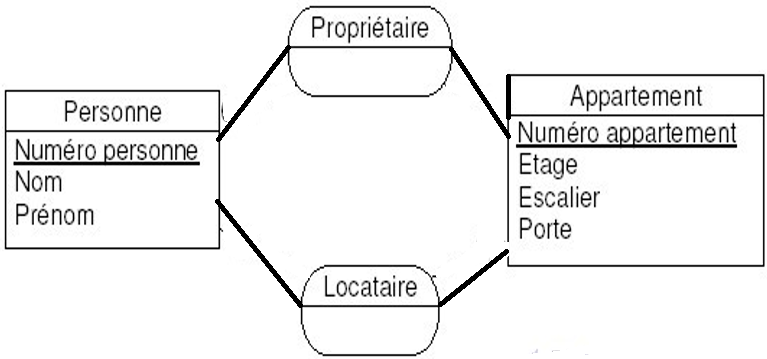 Propriétaire
Personne
Numéro personne
Nom
Prénom
Appartement
Numéro appartement
Etage
Escalier
Porte
Locataire